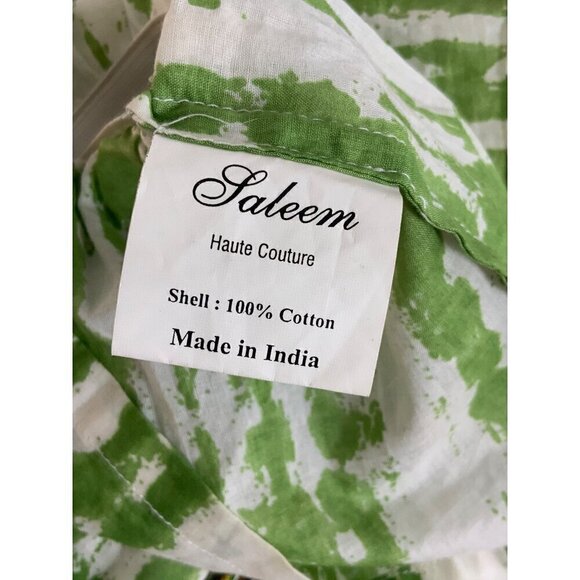 Saleem
Haute Couture
Shell : 100% Cotton
Made in India